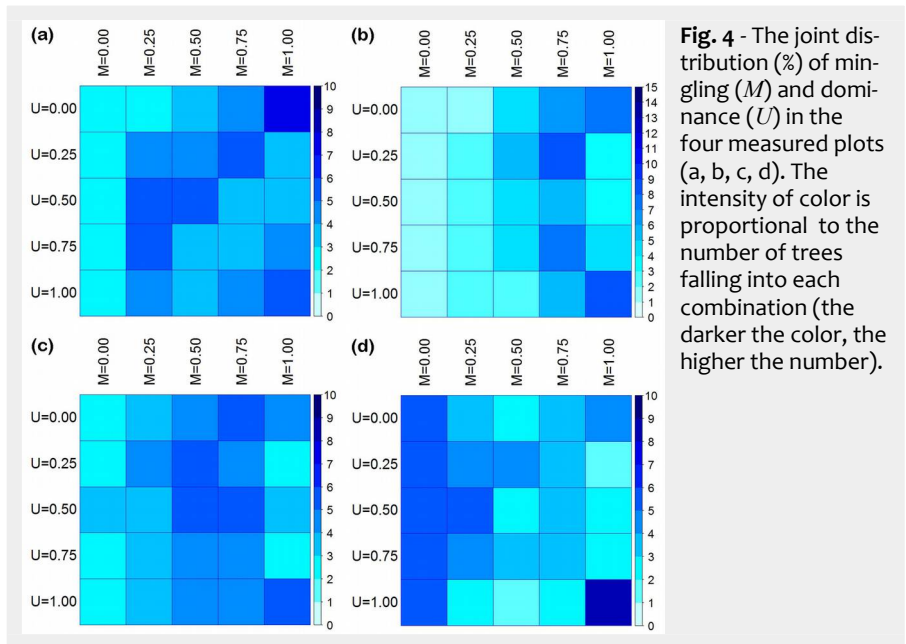 (a)
M=0.00 M=0.25 M=0.50 M=0.75 M=1.00
U=0.00
U=0.25
U=0.50
U=0.75
U=1.00
10
9
8
7
6
5
4
3
2
1
0
(b)
M=0.00 M=0.25 M=0.50 M=0.75 M=1.00
U=0.00
U=0.25
U=0.50
U=0.75
U=1.00
15
14
13
12
11
10
9
8
7
6
5
4
3
2
1
0
(c)
M=0.00 M=0.25 M=0.50 M=0.75 M=1.00
U=0.00
U=0.25
U=0.50
U=0.75
U=1.00
10
9
8
7
6
5
4
3
2
1
0
(d)
M=0.00 M=0.25 M=0.50 M=0.75 M=1.00
U=0.00
U=0.25
U=0.50
U=0.75
U=1.00
10
9
8
7
6
5
4
3
2
1
0
Fig. 4 - The joint dis-
tribution (%) of min-
gling (M) and domi-
nance (U) in the
four measured plots
(a, b, c, d). The
intensity of color is
proportional to the
number of trees
falling into each
combination (the
darker the color, the
higher the number).